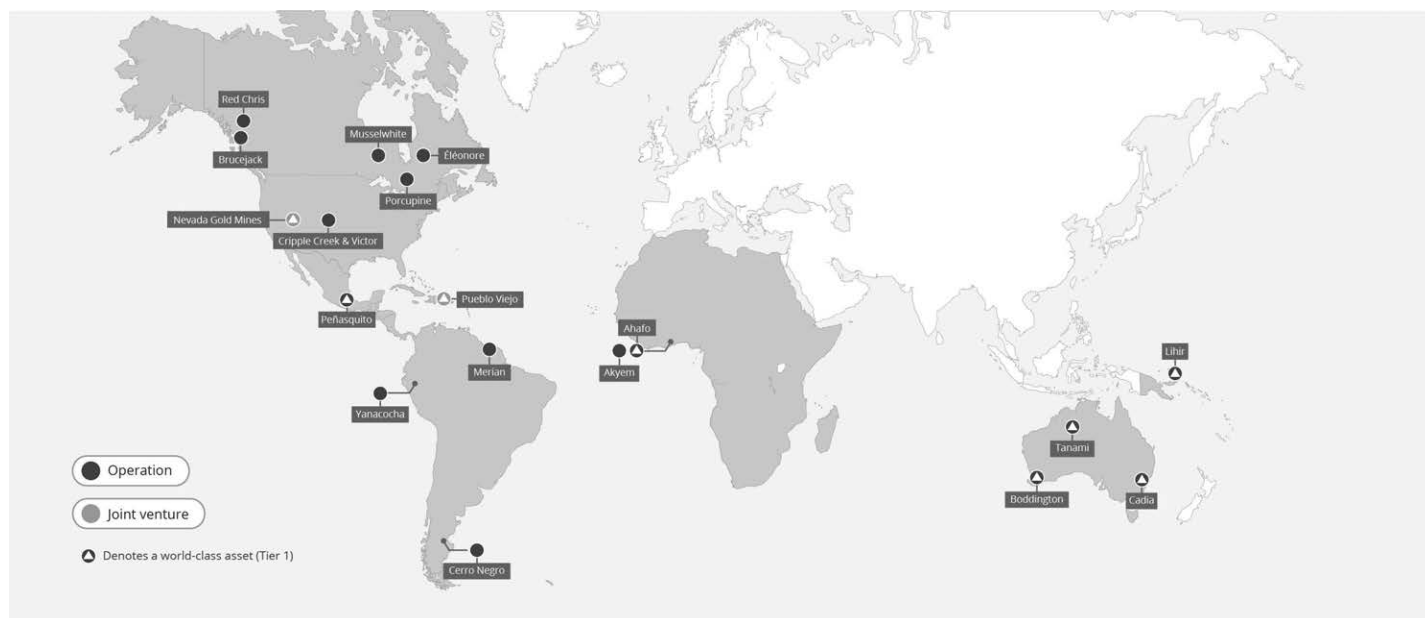 Red Chris
Brucejack
Musselwhite
Éléonore
Porcupine
Nevada Gold Mines
Cripple Creek & Victor
Peñasquito
Pueblo Viejo
Merian
Yanacocha
Cerro Negro
Ahafo
Akyem
Lihir
Tanami
Boddington
Cadia
Operation
Joint venture
Denotes a world-class asset (Tier 1)